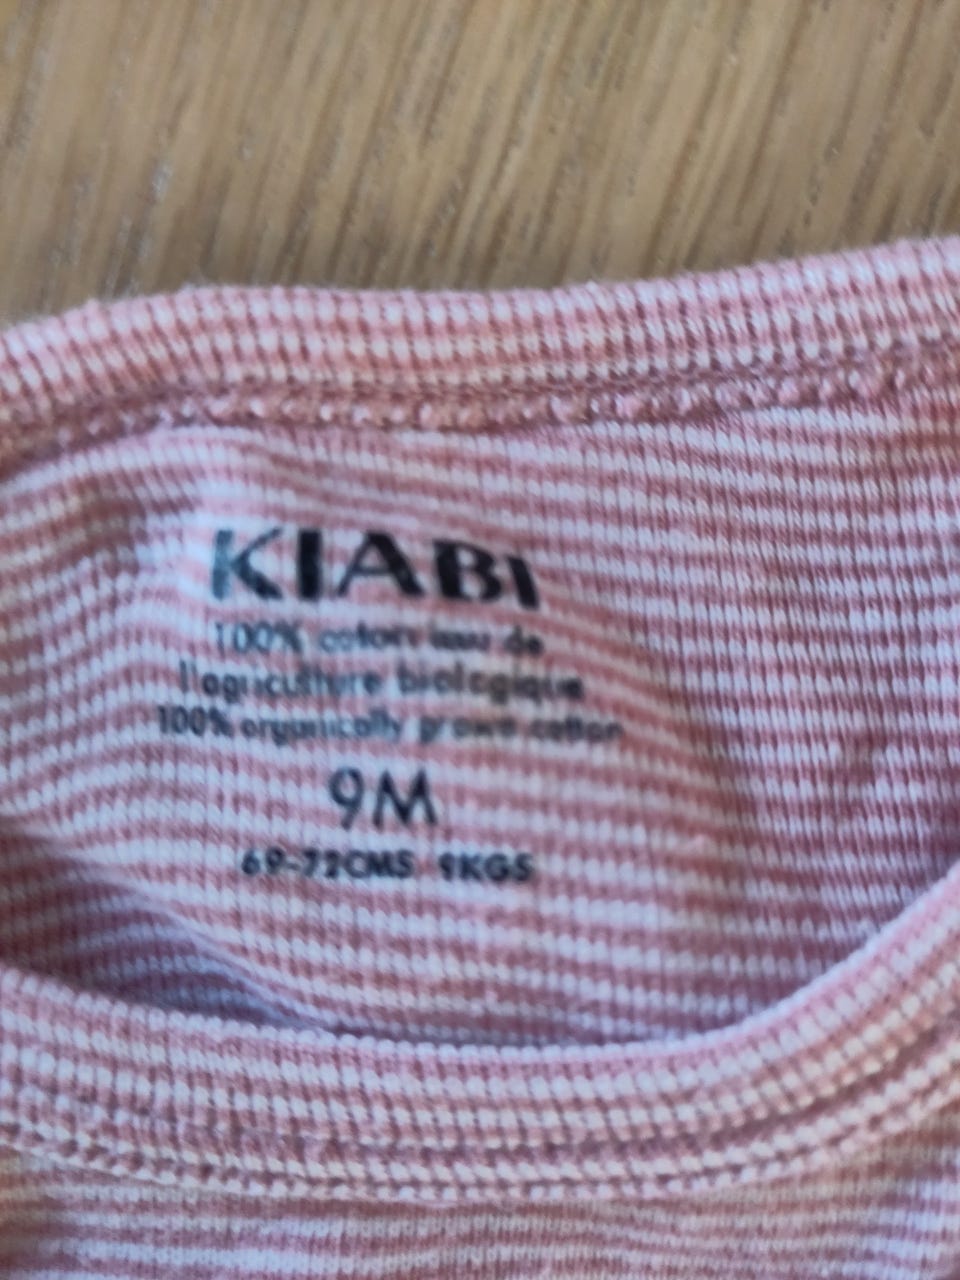 KIABI
100% coton issu de
l'agriculture biologique
100% organically grown cotton
9M
69-72CMS 9KGS